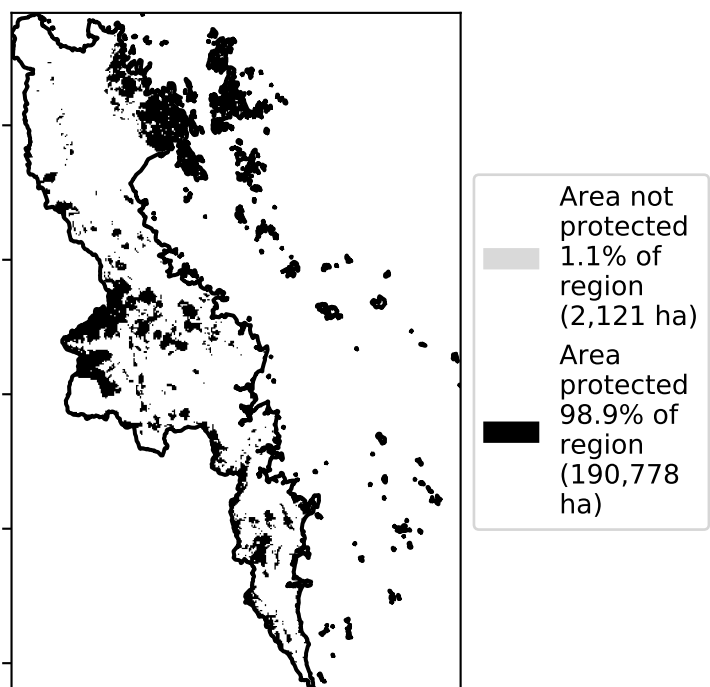 Area not
protected
1.1% of
region
(2,121 ha)
Area
protected
98.9% of
region
(190,778
ha)